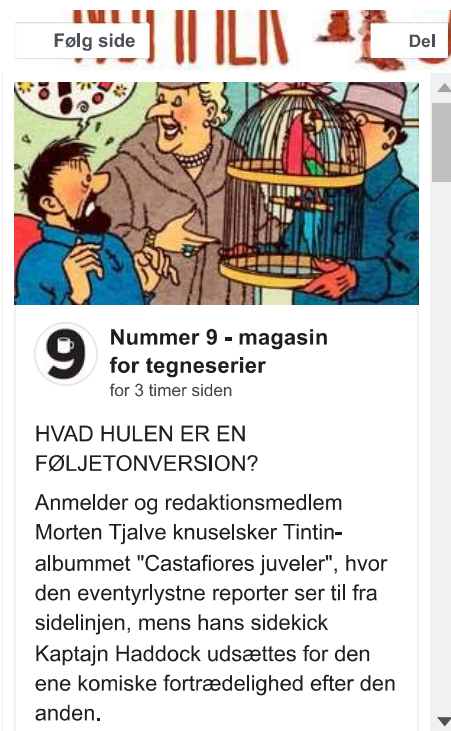 NUMMER
Følg side
Del
9
Nummer 9 - magasin
for tegneserier
for 3 timer siden
HVAD HULEN ER EN
FØLJETONVERSION?
Anmelder og redaktionsmedlem
Morten Tjalve knuselsker Tintin-
albummet "Castafiores juveler", hvor
den eventyrlystne reporter ser til fra
sidelinjen, mens hans sidekick
Kaptajn Haddock udsættes for den
ene komiske fortrædelighed efter den
anden.